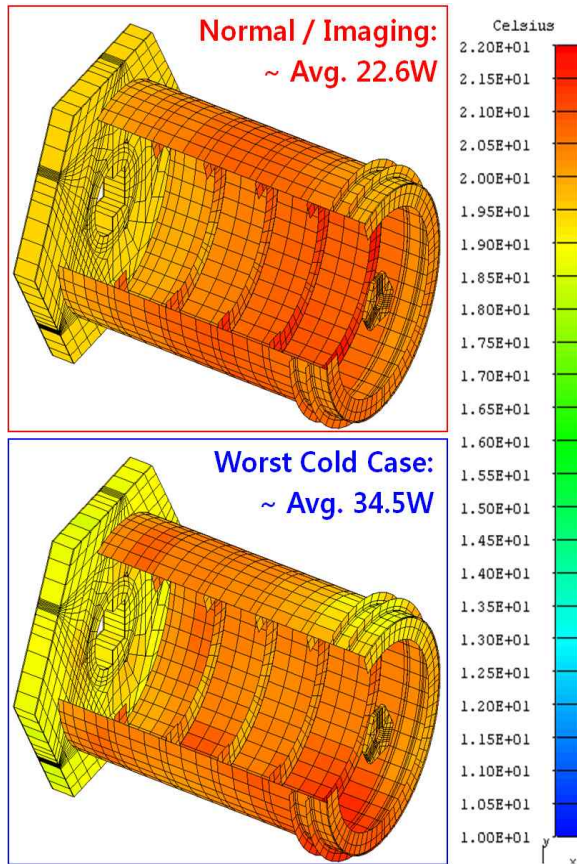 Normal / Imaging:
~ Avg. 22.6W
Worst Cold Case:
~ Avg. 34.5W
Celsius
2.20E+01
2.15E+01
2.10E+01
2.05E+01
2.00E+01
1.95E+01
1.90E+01
1.85E+01
1.80E+01
1.75E+01
1.70E+01
1.65E+01
1.60E+01
1.55E+01
1.50E+01
1.45E+01
1.40E+01
1.35E+01
1.30E+01
1.25E+01
1.20E+01
1.15E+01
1.10E+01
1.05E+01
1.00E+01
y
x